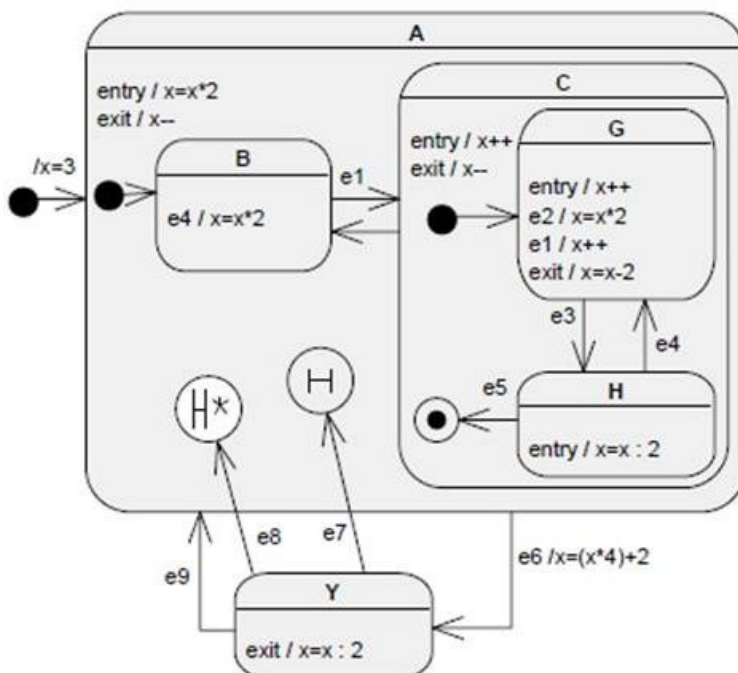 A
entry / x=x*2
exit / x--
/x=3
B
e4 / x=x*2
e1
C
entry / x++
exit / x--
G
entry / x++
e2 / x=x*2
e1 / x++
exit / x=x-2
e3
e4
e5
H
entry / x=x : 2
H*
H
e9
e8
e7
e6 /x=(x*4)+2
Y
exit / x=x : 2